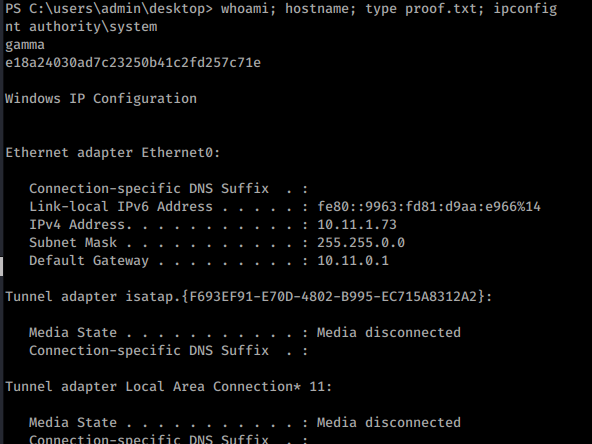 PS C:\users\admin\desktop> whoami; hostname; type proof.txt; ipconfig
nt authority\system
gamma
e18a24030ad7c23250b41c2fd257c71e
Windows IP Configuration
Ethernet adapter Ethernet0:
Connection-specific DNS Suffix  . :
Link-local IPv6 Address . . . . . : fe80::9963:fd81:d9aa:e966%14
IPv4 Address. . . . . . . . . . . : 10.11.1.73
Subnet Mask . . . . . . . . . . . : 255.255.0.0
Default Gateway . . . . . . . . . : 10.11.0.1
Tunnel adapter isatap.{F693EF91-E70D-4802-B995-EC715A8312A2}:
Media State . . . . . . . . . . . : Media disconnected
Connection-specific DNS Suffix  . :
Tunnel adapter Local Area Connection* 11:
Media State . . . . . . . . . . . : Media disconnected
Connection-specific DNS Suffix  . :